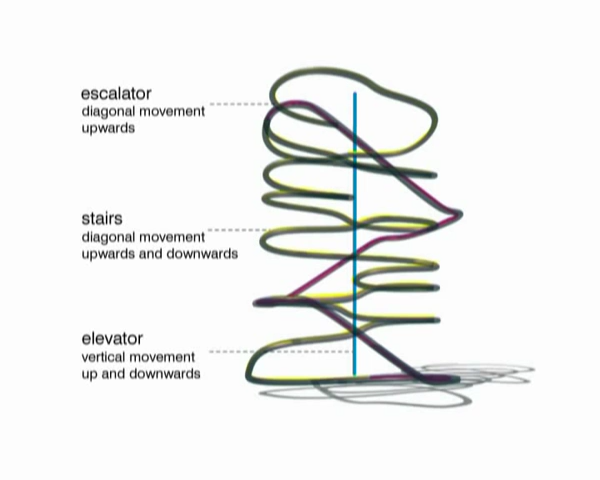 escalator
diagonal movement
upwards
stairs
diagonal movement
upwards and downwards
elevator
vertical movement
up and downwards